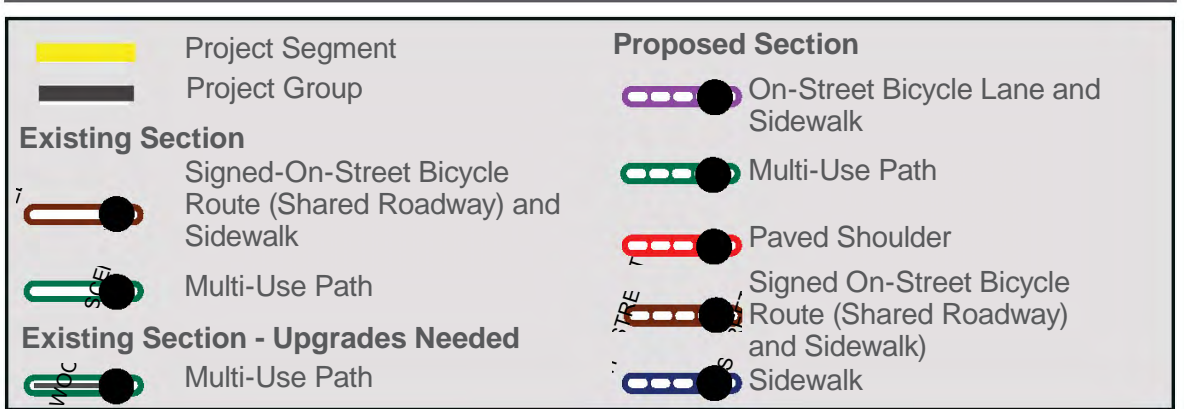 Project Segment
Project Group
Existing Section
Signed-On-Street Bicycle
Route (Shared Roadway) and
Sidewalk
Multi-Use Path
Existing Section - Upgrades Needed
Multi-Use Path
Proposed Section
On-Street Bicycle Lane and
Sidewalk
Multi-Use Path
Paved Shoulder
Signed On-Street Bicycle
Route (Shared Roadway)
and Sidewalk)
Sidewalk